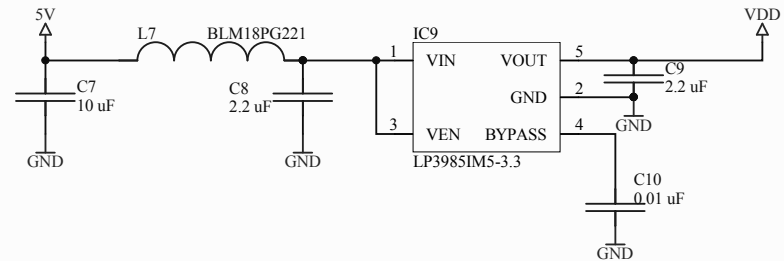 5V
VDD
L7
BLM18PG221
IC9
1
VIN
VOUT
5
C7
10 uF
C8
2.2 uF
C9
2.2 uF
GND
2
3
VEN
BYPASS
4
GND
GND
GND
LP3985IM5-3.3
C10
0.01 uF
GND